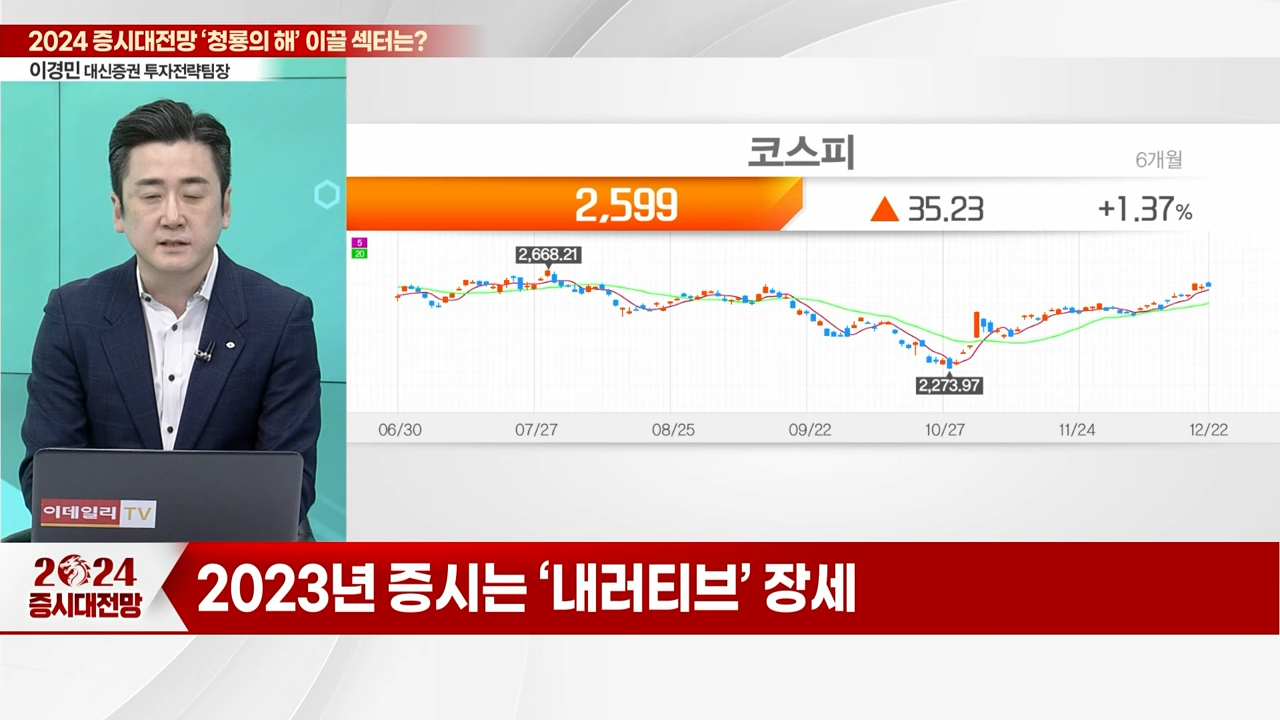 2024 증시대전망 ‘청룡의 해’ 이끌 섹터는?
이경민 대신증권 투자전략팀장
코스피
6개월
2,599 ▲ 35.23 +1.37%
5
20
2,668.21
2,273.97
06/30 07/27 08/25 09/22 10/27 11/24 12/22
이데일리 TV
2024
증시대전망
2023년 증시는 ‘내러티브’ 장세